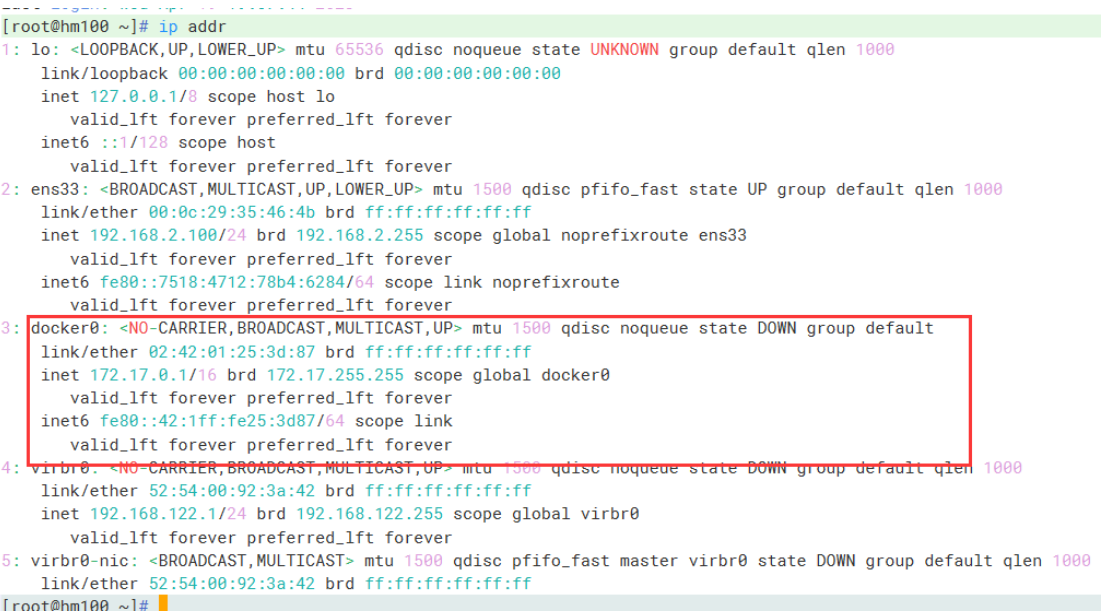 [root@hm100 ~]# ip addr
1: lo: <LOOPBACK,UP,LOWER_UP> mtu 65536 qdisc noqueue state UNKNOWN group default qlen 1000
link/loopback 00:00:00:00:00:00 brd 00:00:00:00:00:00
inet 127.0.0.1/8 scope host lo
valid_lft forever preferred_lft forever
inet6 ::1/128 scope host
valid_lft forever preferred_lft forever
2: ens33: <BROADCAST,MULTICAST,UP,LOWER_UP> mtu 1500 qdisc pfifo_fast state UP group default qlen 1000
link/ether 00:0c:29:35:46:4b brd ff:ff:ff:ff:ff:ff
inet 192.168.2.100/24 brd 192.168.2.255 scope global noprefixroute ens33
valid_lft forever preferred_lft forever
inet6 fe80::7518:4712:78b4:6284/64 scope link noprefixroute
valid_lft forever preferred_lft forever
3: docker0: <NO-CARRIER,BROADCAST,MULTICAST,UP> mtu 1500 qdisc noqueue state DOWN group default
link/ether 02:42:01:25:3d:87 brd ff:ff:ff:ff:ff:ff
inet 172.17.0.1/16 brd 172.17.255.255 scope global docker0
valid_lft forever preferred_lft forever
inet6 fe80::42:1ff:fe25:3d87/64 scope link
valid_lft forever preferred_lft forever
4: virbr0: <NO-CARRIER,BROADCAST,MULTICAST,UP> mtu 1500 qdisc noqueue state DOWN group default qlen 1000
link/ether 52:54:00:92:3a:42 brd ff:ff:ff:ff:ff:ff
inet 192.168.122.1/24 brd 192.168.122.255 scope global virbr0
valid_lft forever preferred_lft forever
5: virbr0-nic: <BROADCAST,MULTICAST> mtu 1500 qdisc pfifo_fast master virbr0 state DOWN group default qlen 1000
link/ether 52:54:00:92:3a:42 brd ff:ff:ff:ff:ff:ff
[root@hm100 ~]#